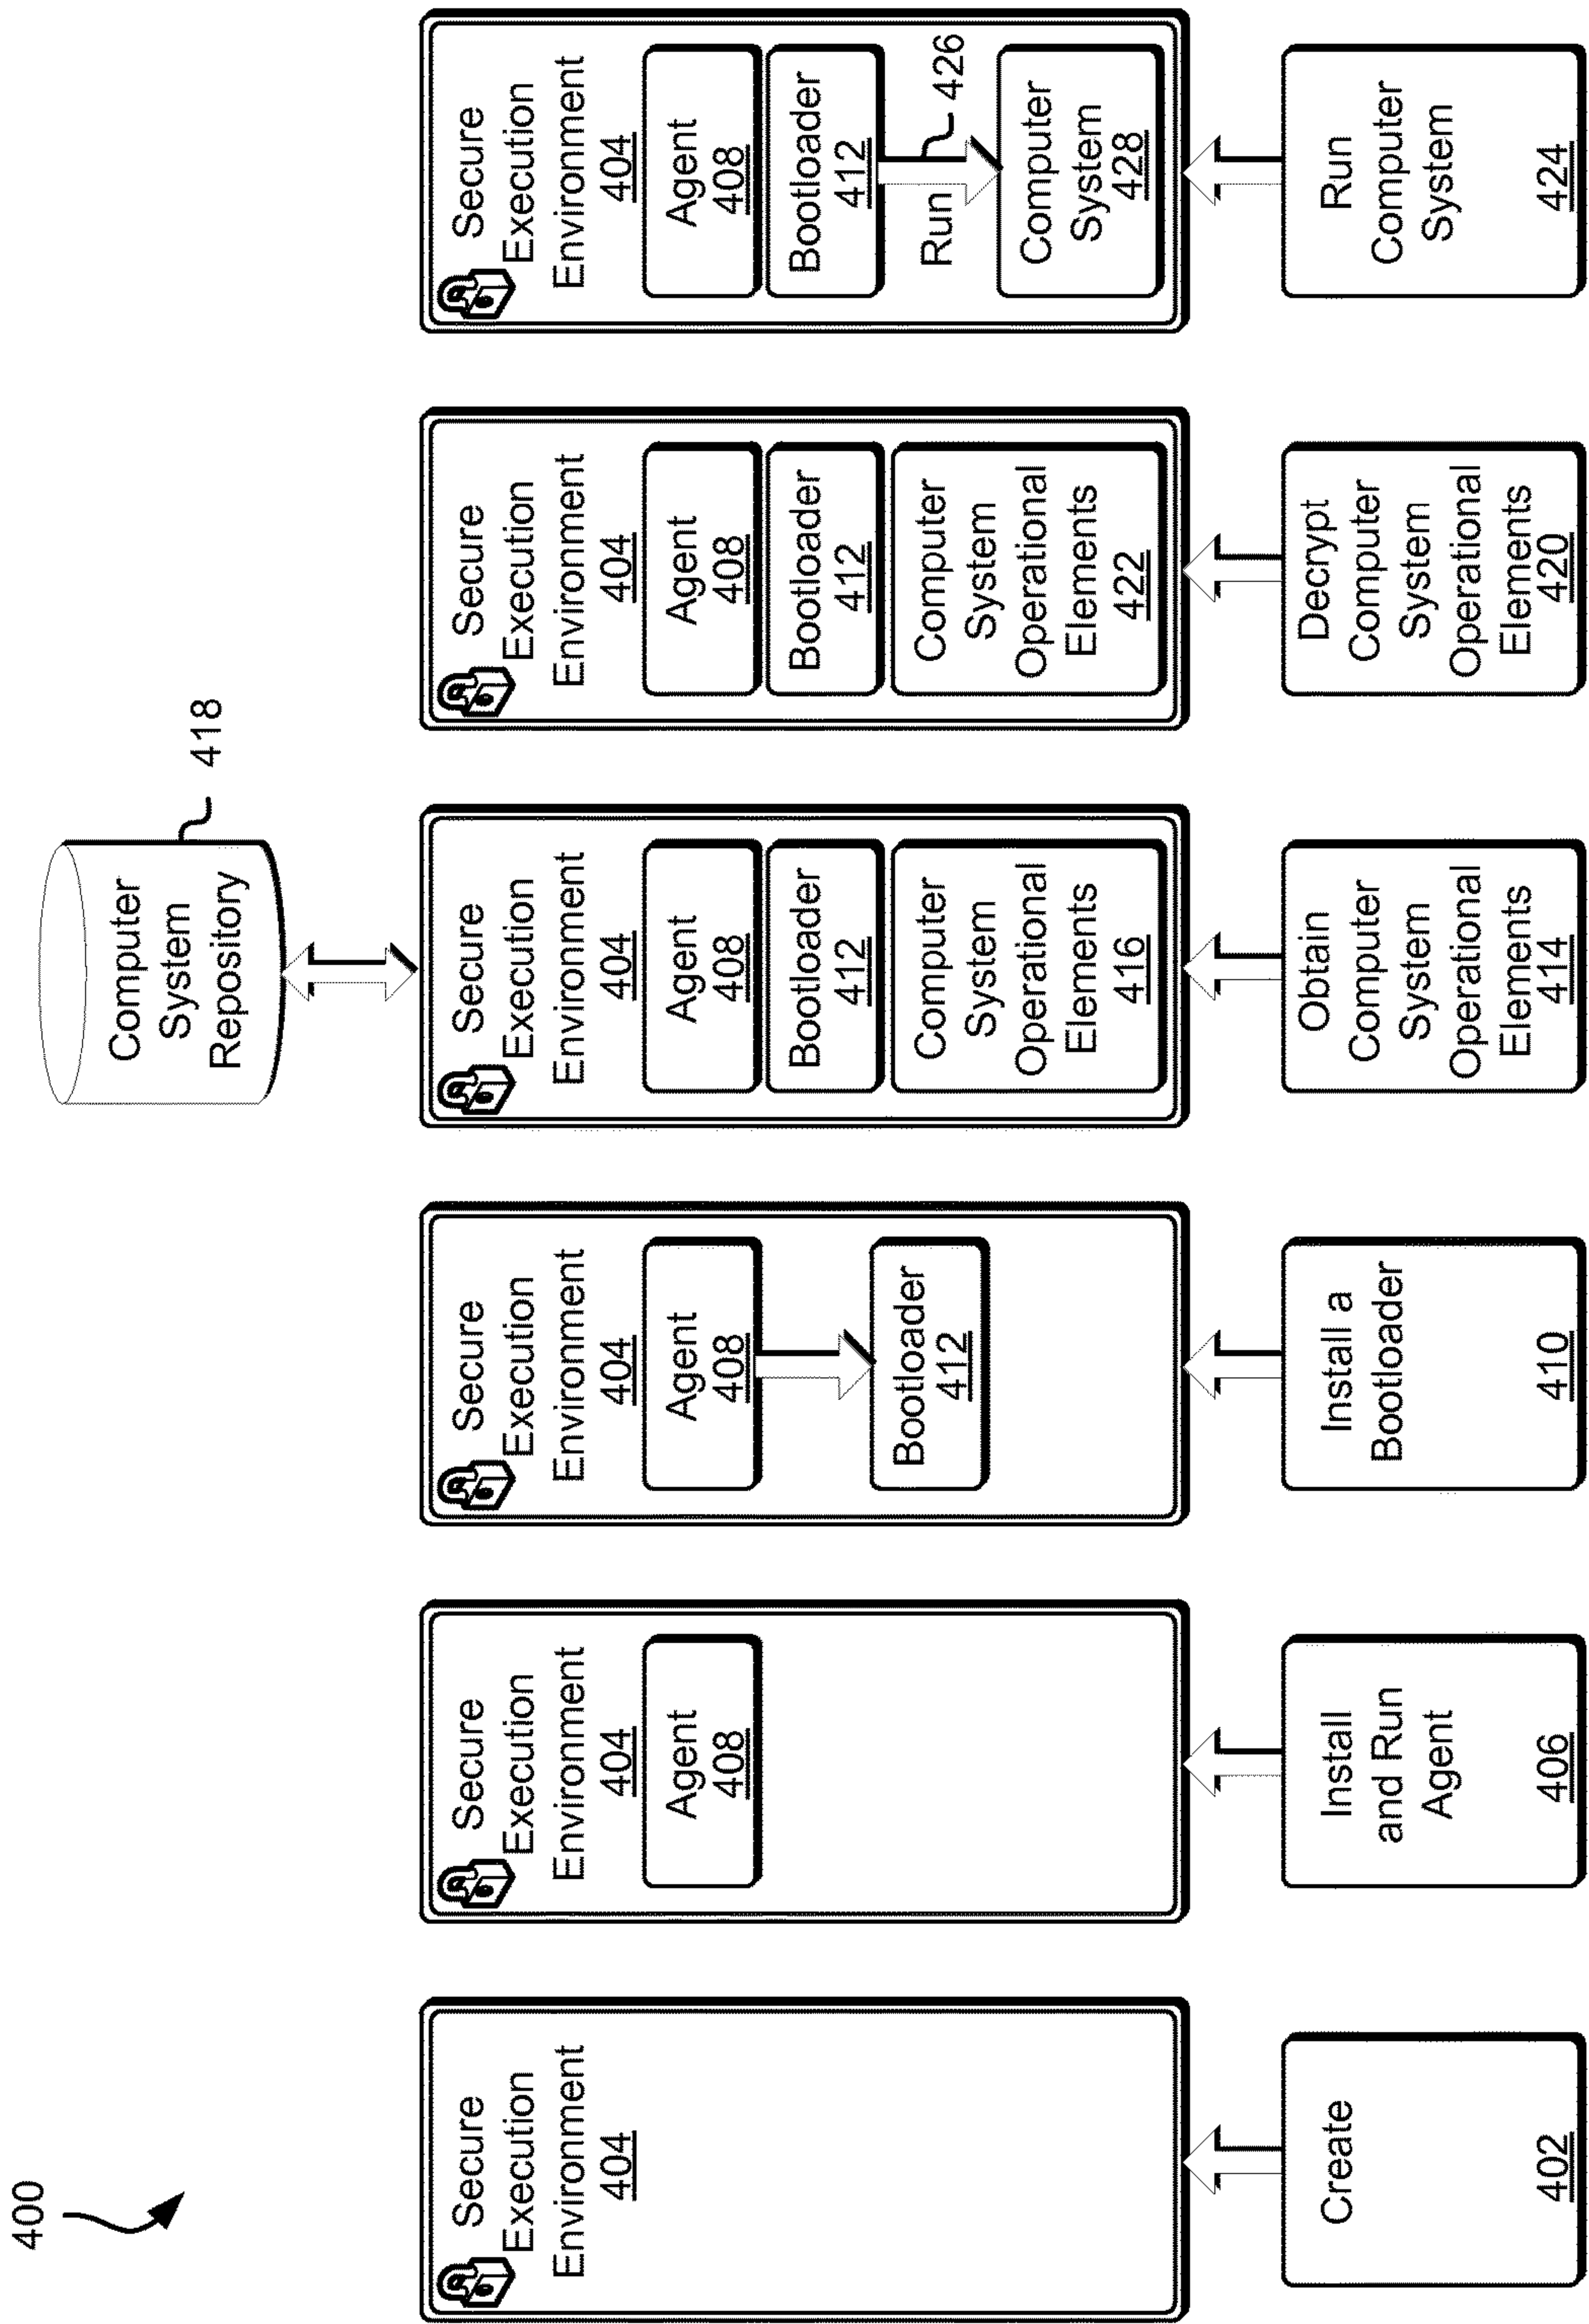 400
Computer
System
Repository
418
Secure
Execution
Environment
404
Secure
Execution
Environment
404
Agent
408
Secure
Execution
Environment
404
Agent
408
Bootloader
412
Secure
Execution
Environment
404
Agent
408
Bootloader
412
Computer
System
Operational
Elements
416
Secure
Execution
Environment
404
Agent
408
Bootloader
412
Computer
System
Operational
Elements
422
Secure
Execution
Environment
404
Agent
408
Bootloader
412
Run
426
Computer
System
428
Create
402
Install
and Run
Agent
406
Install a
Bootloader
410
Obtain
Computer
System
Operational
Elements
414
Decrypt
Computer
System
Operational
Elements
420
Run
Computer
System
424